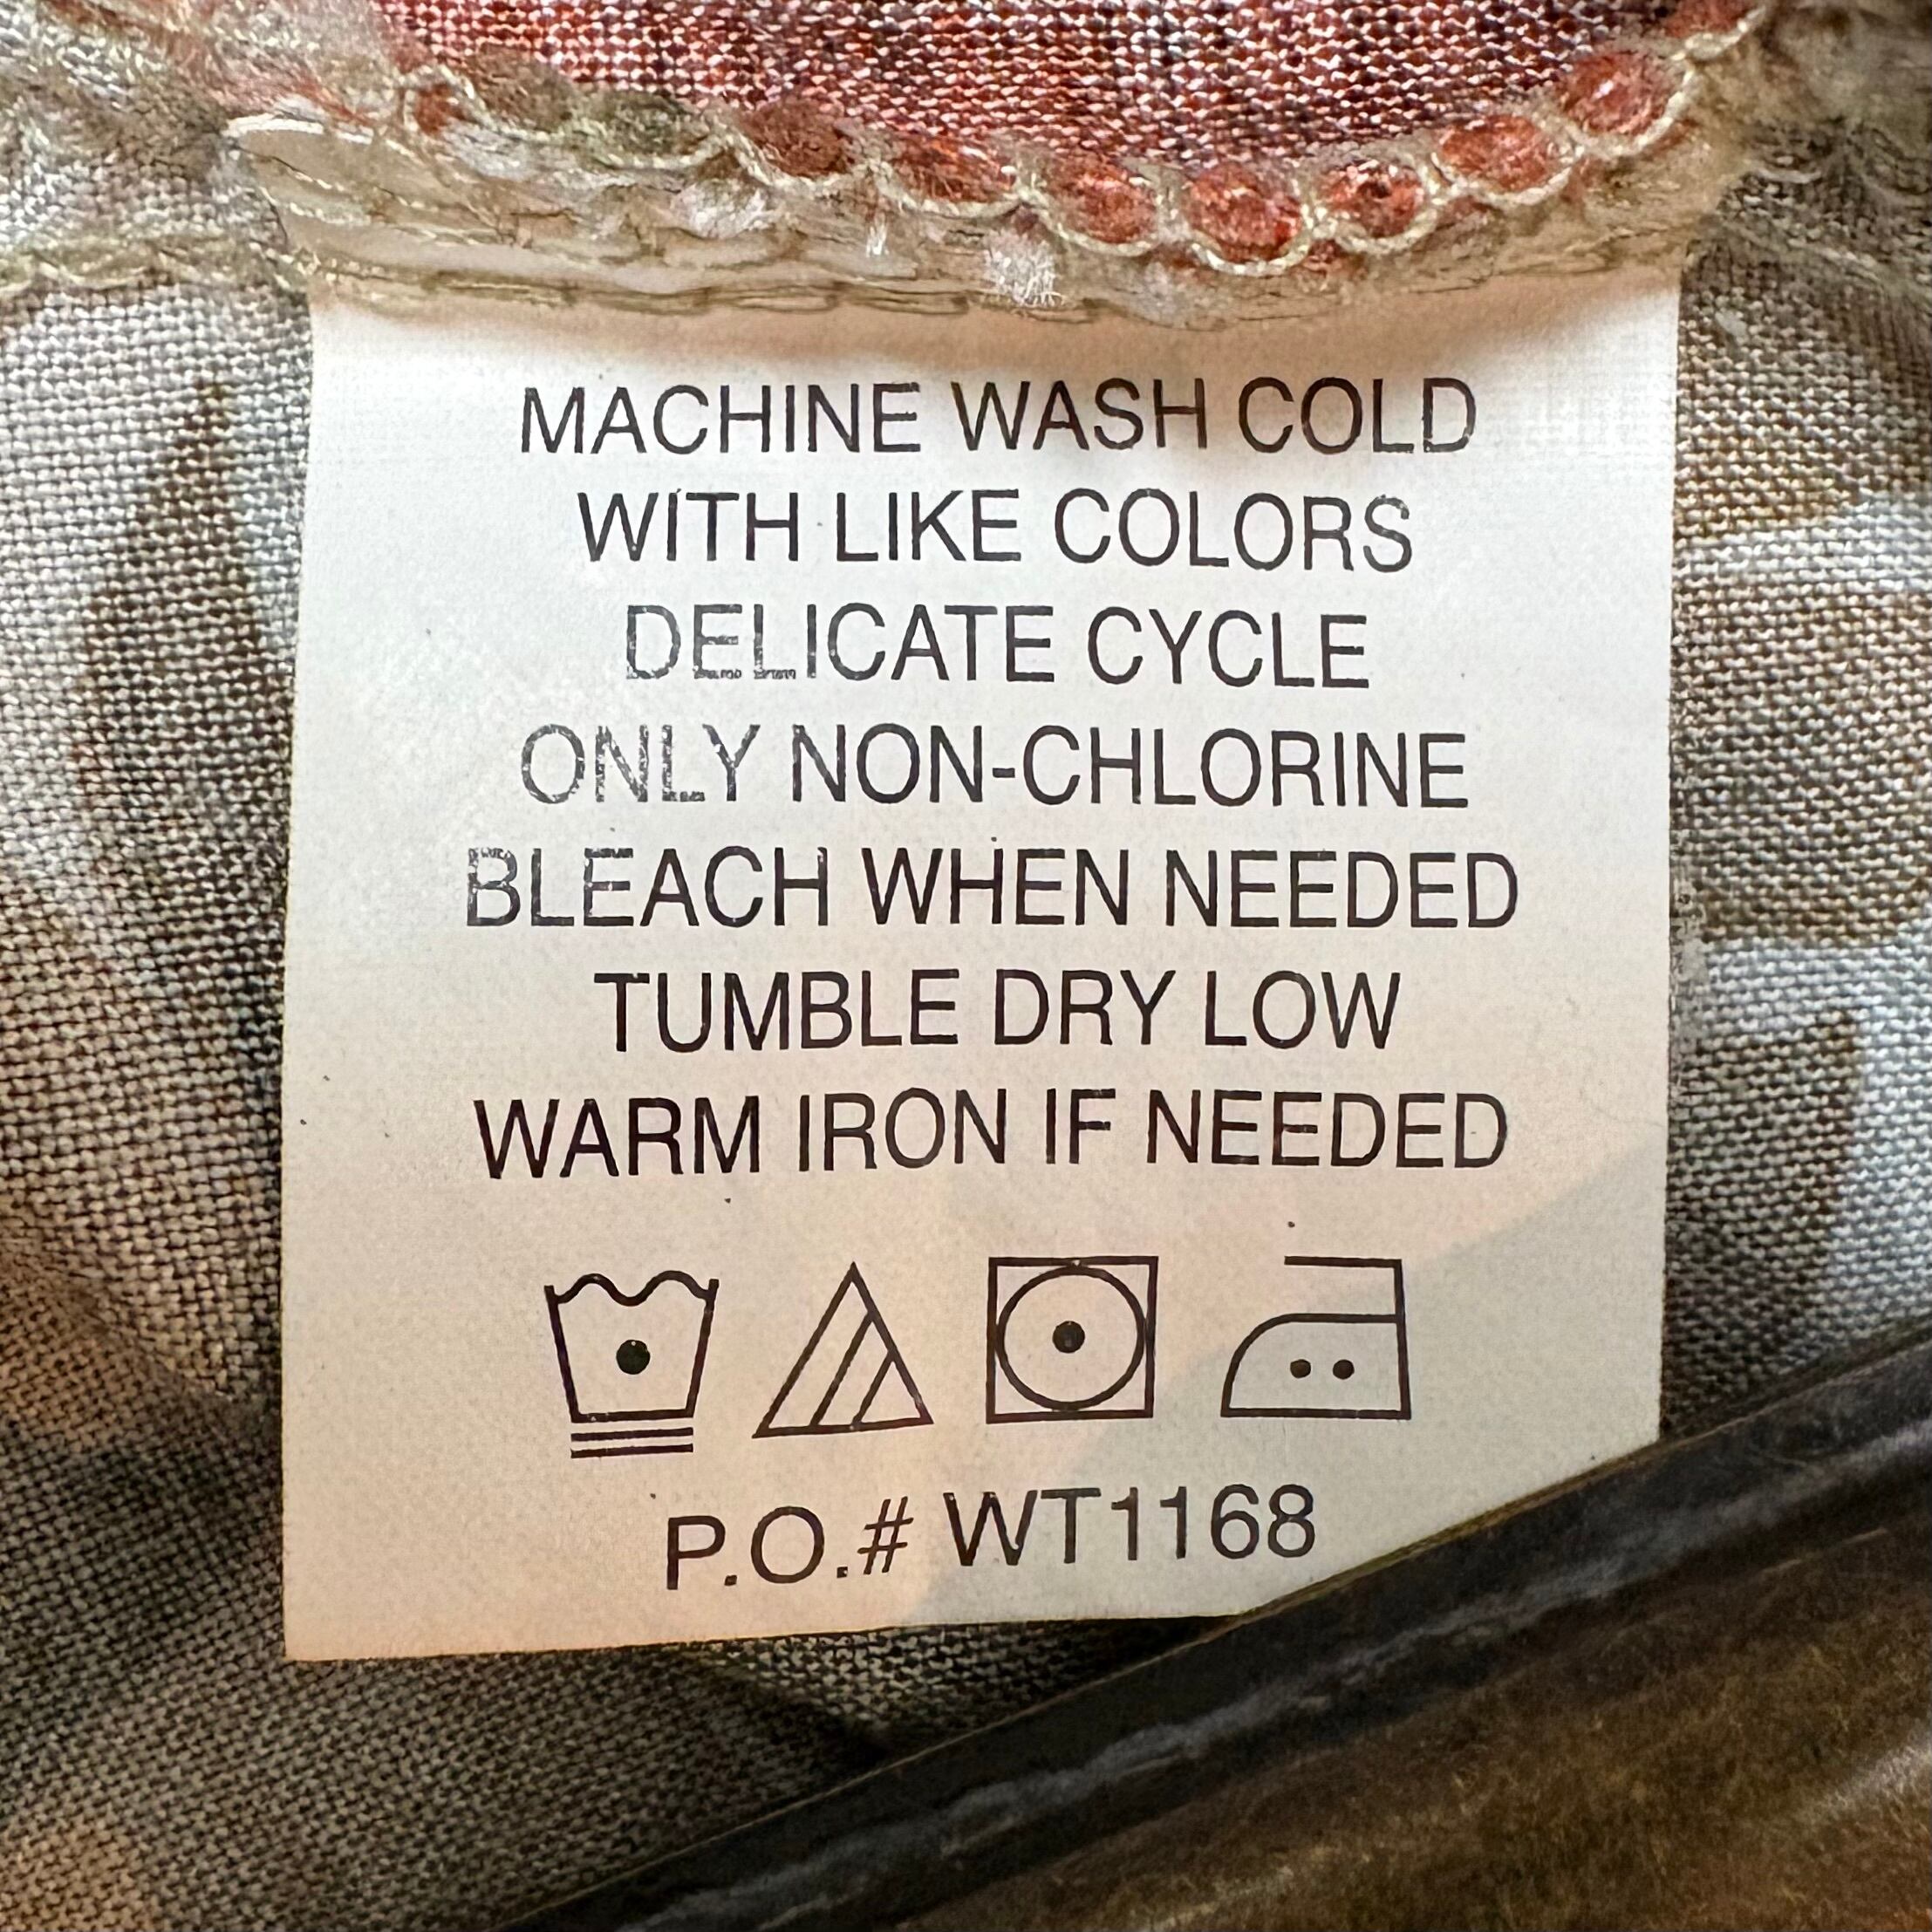 MACHINE WASH COLD
WITH LIKE COLORS
DELICATE CYCLE
ONLY NON-CHLORINE
BLEACH WHEN NEEDED
TUMBLE DRY LOW
WARM IRON IF NEEDED
P.O.# WT1168